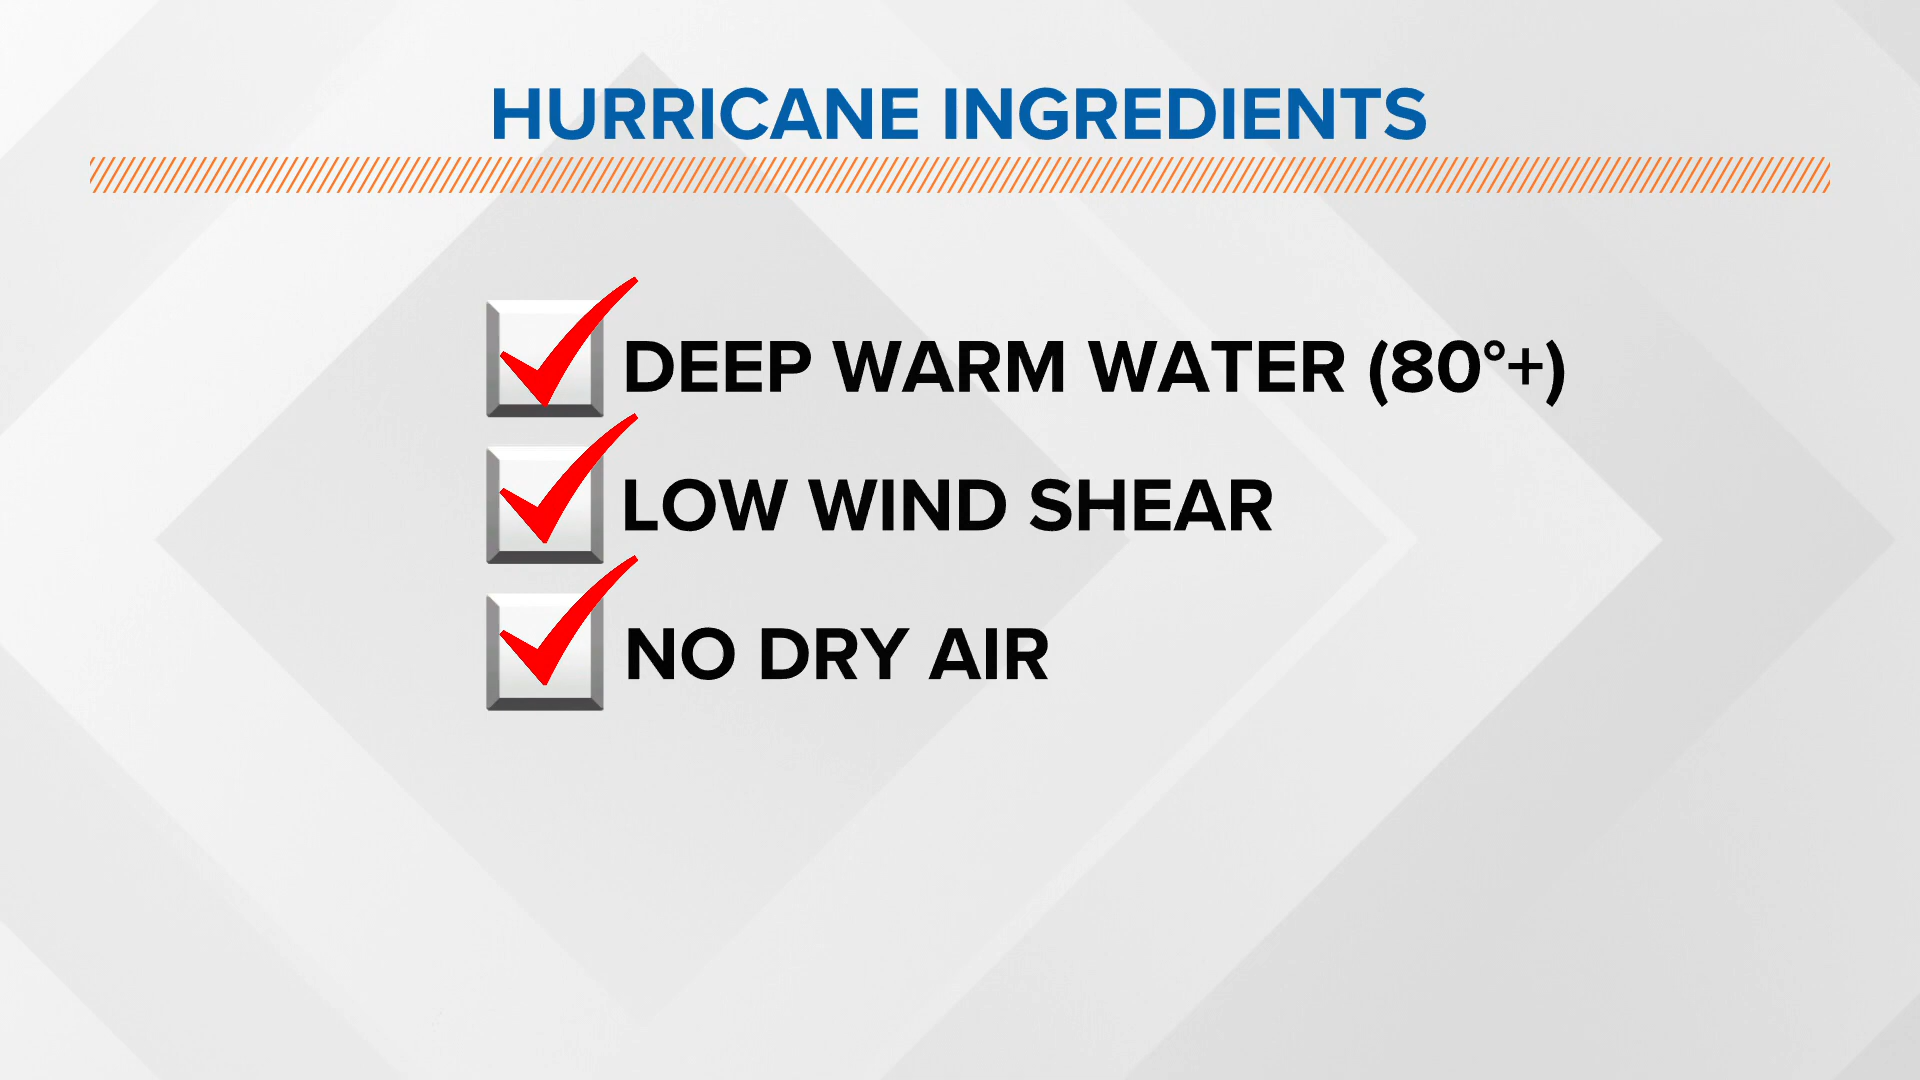 HURRICANE INGREDIENTS
DEEP WARM WATER (80°+)
LOW WIND SHEAR
NO DRY AIR